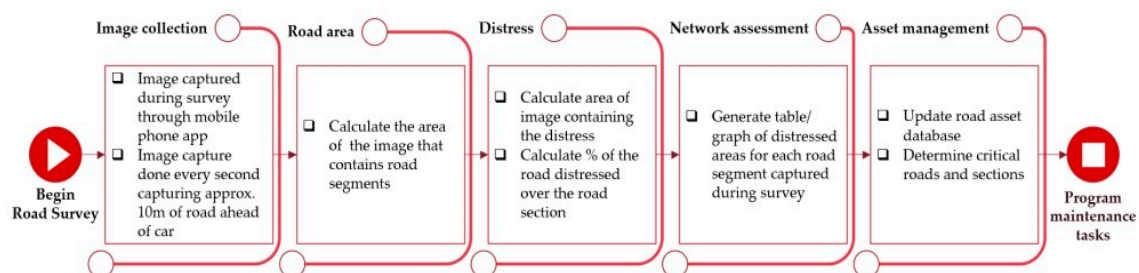 Image collection
Road area
Distress
Network assessment
Asset management
Begin
Road Survey
❑ Image captured
during survey
through mobile
phone app
❑ Image capture
done every second
capturing approx.
10m of road ahead
of car
❑ Calculate the area
of the image that
contains road
segments
❑ Calculate area of
image containing
the distress
❑ Calculate % of the
road distressed
over the road
section
❑ Generate table/
graph of distressed
areas for each road
segment captured
during survey
❑ Update road asset
database
❑ Determine critical
roads and sections
Program
maintenance
tasks